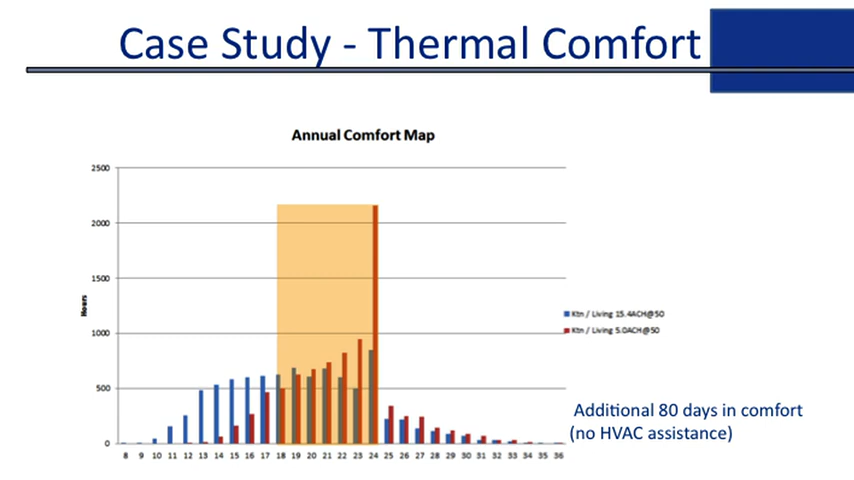 Case Study - Thermal Comfort
Annual Comfort Map
2500
2000
1500
1000
500
0
Hours
8 9 10 11 12 13 14 15 16 17 18 19 20 21 22 23 24 25 26 27 28 29 30 31 32 33 34 35 36
Ktn / Living 15.4ACH@50
Ktn / Living 5.0ACH@50
Additional 80 days in comfort
(no HVAC assistance)